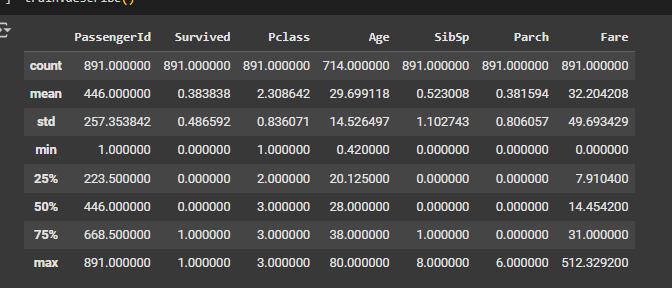 train.describe()
PassengerId Survived Pclass Age SibSp Parch Fare
count 891.000000 891.000000 891.000000 714.000000 891.000000 891.000000 891.000000
mean 446.000000 0.383838 2.308642 29.699118 0.523008 0.381594 32.204208
std 257.353842 0.486592 0.836071 14.526497 1.102743 0.806057 49.693429
min 1.000000 0.000000 1.000000 0.420000 0.000000 0.000000 0.000000
25% 223.500000 0.000000 2.000000 20.125000 0.000000 0.000000 7.910400
50% 446.000000 0.000000 3.000000 28.000000 0.000000 0.000000 14.454200
75% 668.500000 1.000000 3.000000 38.000000 1.000000 0.000000 31.000000
max 891.000000 1.000000 3.000000 80.000000 8.000000 6.000000 512.329200